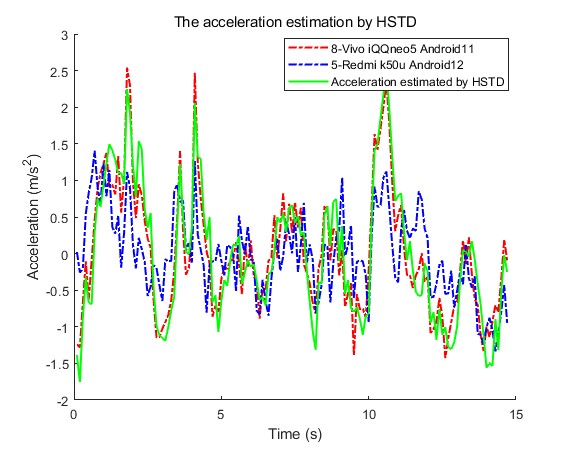 The acceleration estimation by HSTD
8-Vivo iQQneo5 Android11
5-Redmi k50u Android12
Acceleration estimated by HSTD
3
2.5
2
1.5
1
0.5
0
-0.5
-1
-1.5
-2
Acceleration (m/s²)
0
5
10
15
Time (s)